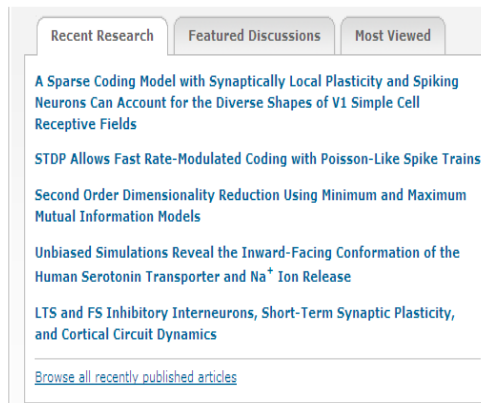 Recent Research
Featured Discussions
Most Viewed
A Sparse Coding Model with Synaptically Local Plasticity and Spiking
Neurons Can Account for the Diverse Shapes of V1 Simple Cell
Receptive Fields
STDP Allows Fast Rate-Modulated Coding with Poisson-Like Spike Trains
Second Order Dimensionality Reduction Using Minimum and Maximum
Mutual Information Models
Unbiased Simulations Reveal the Inward-Facing Conformation of the
Human Serotonin Transporter and Na⁺ Ion Release
LTS and FS Inhibitory Interneurons, Short-Term Synaptic Plasticity,
and Cortical Circuit Dynamics
Browse all recently published articles